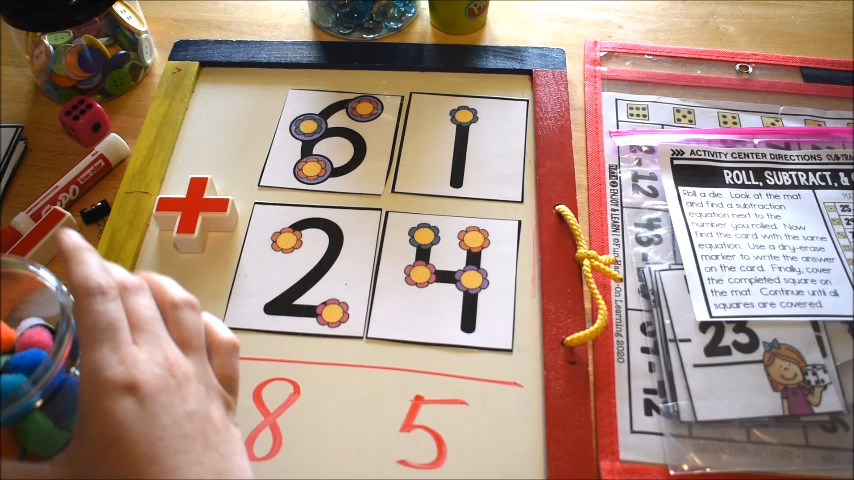 6 1
+
2 4
8 5
EXPO
ACTIVITY CENTER DIRECTIONS
ROLL, SUBTRACT, &
Roll a die. Look at the mat
and find a subtraction
equation next to the
number you rolled. Now
find the card with the same
equation. Use a dry-erase
marker to write the answer
on the card. Finally, cover
the completed square on
the mat. Continue until all
squares are covered.
- 23